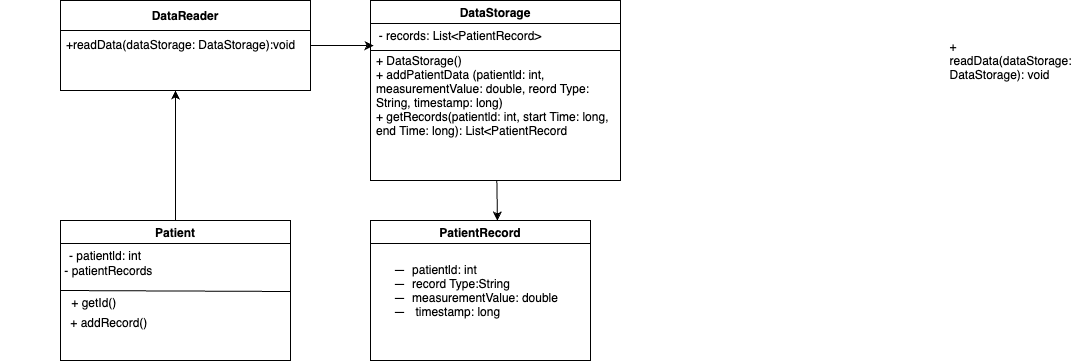 DataReader
+readData(dataStorage: DataStorage):void
DataStorage
- records: List<PatientRecord>
+ DataStorage()
+ addPatientData (patientId: int,
measurementValue: double, reord Type:
String, timestamp: long)
+ getRecords(patientId: int, start Time: long,
end Time: long): List<PatientRecord
+
readData(dataStorage:
DataStorage): void
Patient
- patientId: int
- patientRecords
+ getId()
+ addRecord()
PatientRecord
— patientId: int
— record Type:String
— measurementValue: double
— timestamp: long